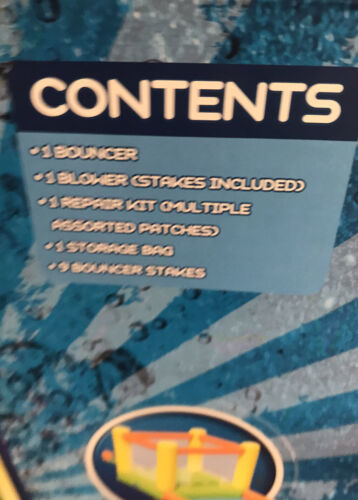 CONTENTS
• 1 BOUNCER
• 1 BLOWER (STAKES INCLUDED)
• 1 REPAIR KIT (MULTIPLE
ASSORTED PATCHES)
• 1 STORAGE BAG
• 9 BOUNCER STAKES